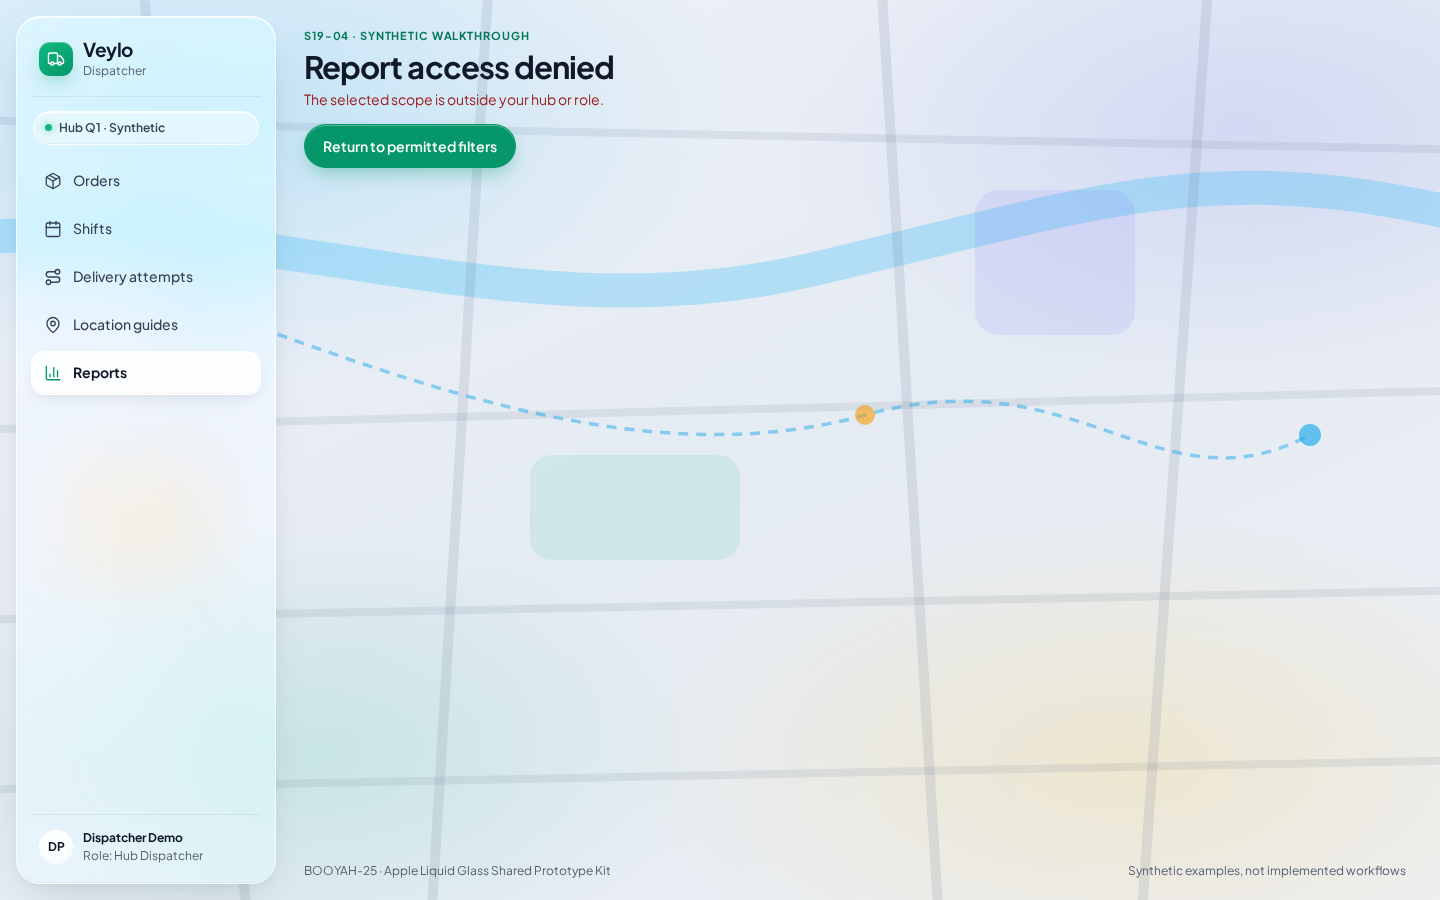 Veylo
Dispatcher
Hub Q1 · Synthetic
Orders
Shifts
Delivery attempts
Location guides
Reports
DP
Dispatcher Demo
Role: Hub Dispatcher
S19-04 · SYNTHETIC WALKTHROUGH
Report access denied
The selected scope is outside your hub or role.
Return to permitted filters
BOOYAH-25 · Apple Liquid Glass Shared Prototype Kit
Synthetic examples, not implemented workflows